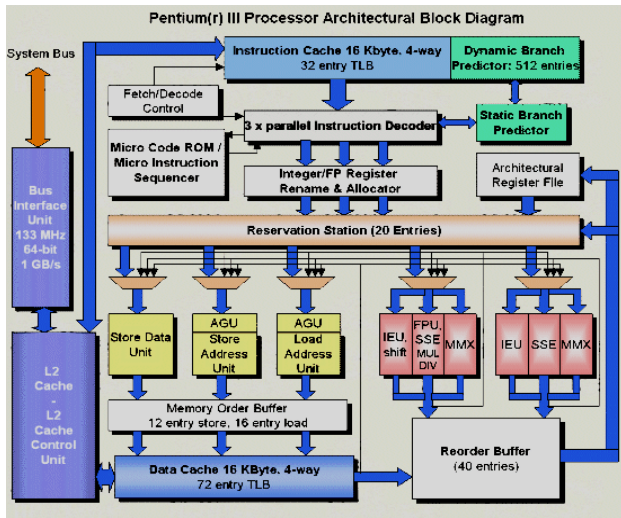 Pentium(r) III Processor Architectural Block Diagram
System Bus
Instruction Cache 16 Kbyte. 4-way
32 entry TLB
Dynamic Branch
Predictor: 512 entries
Fetch/Decode
Control
3 x parallel Instruction Decoder
Static Branch
Predictor
Micro Code ROM /
Micro Instruction
Sequencer
Integer/FP Register
Rename & Allocator
Architectural
Register File
Bus
Interface
Unit
133 MHz
64-bit
1 GB/s
Reservation Station (20 Entries)
Store Data
Unit
AGU
Store
Address
Unit
AGU
Load
Address
Unit
IEU,
shift
FPU,
SSE
MUL
DIV
MMX
IEU
SSE
MMX
L2
Cache
-
L2
Cache
Control
Unit
Memory Order Buffer
12 entry store, 16 entry load
Data Cache 16 KByte. 4-way
72 entry TLB
Reorder Buffer
(40 entries)